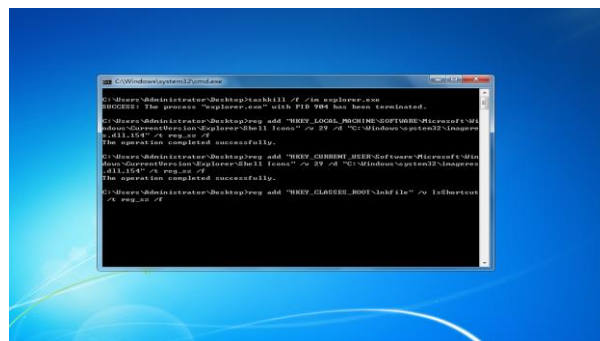 C:\Windows\system32\cmd.exe
C:\Users\Administrator\Desktop>taskkill /f /im explorer.exe
SUCCESS: The process "explorer.exe" with PID 984 has been terminated.
C:\Users\Administrator\Desktop>reg add "HKEY_LOCAL_MACHINE\SOFTWARE\Microsoft\Wi
ndows\CurrentVersion\Explorer\Shell Icons" /v 29 /d "C:\Windows\system32\imagere
s.dll,154" /t reg_sz /f
The operation completed successfully.
C:\Users\Administrator\Desktop>reg add "HKEY_CURRENT_USER\Software\Microsoft\Win
dows\CurrentVersion\Explorer\Shell Icons" /v 29 /d "C:\Windows\system32\imageres
.dll,154" /t reg_sz /f
The operation completed successfully.
C:\Users\Administrator\Desktop>reg add "HKEY_CLASSES_ROOT\lnkfile" /v IsShortcut
/t reg_sz /f